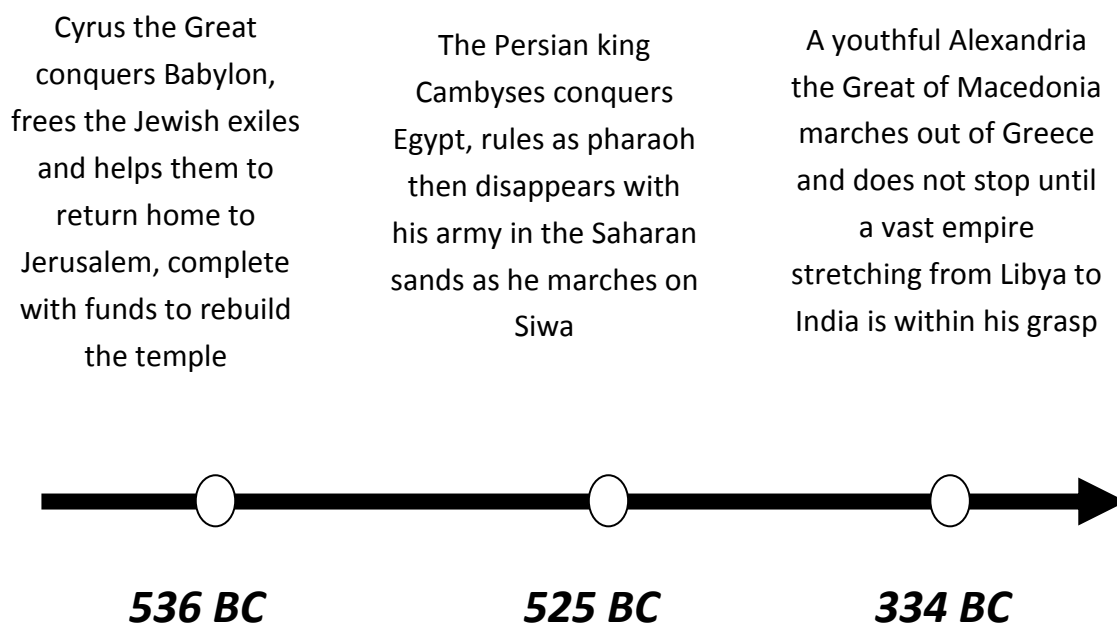 Cyrus the Great
conquers Babylon,
frees the Jewish exiles
and helps them to
return home to
Jerusalem, complete
with funds to rebuild
the temple
The Persian king
Cambyses conquers
Egypt, rules as pharaoh
then disappears with
his army in the Saharan
sands as he marches on
Siwa
A youthful Alexandria
the Great of Macedonia
marches out of Greece
and does not stop until
a vast empire
stretching from Libya to
India is within his grasp
536 BC
525 BC
334 BC